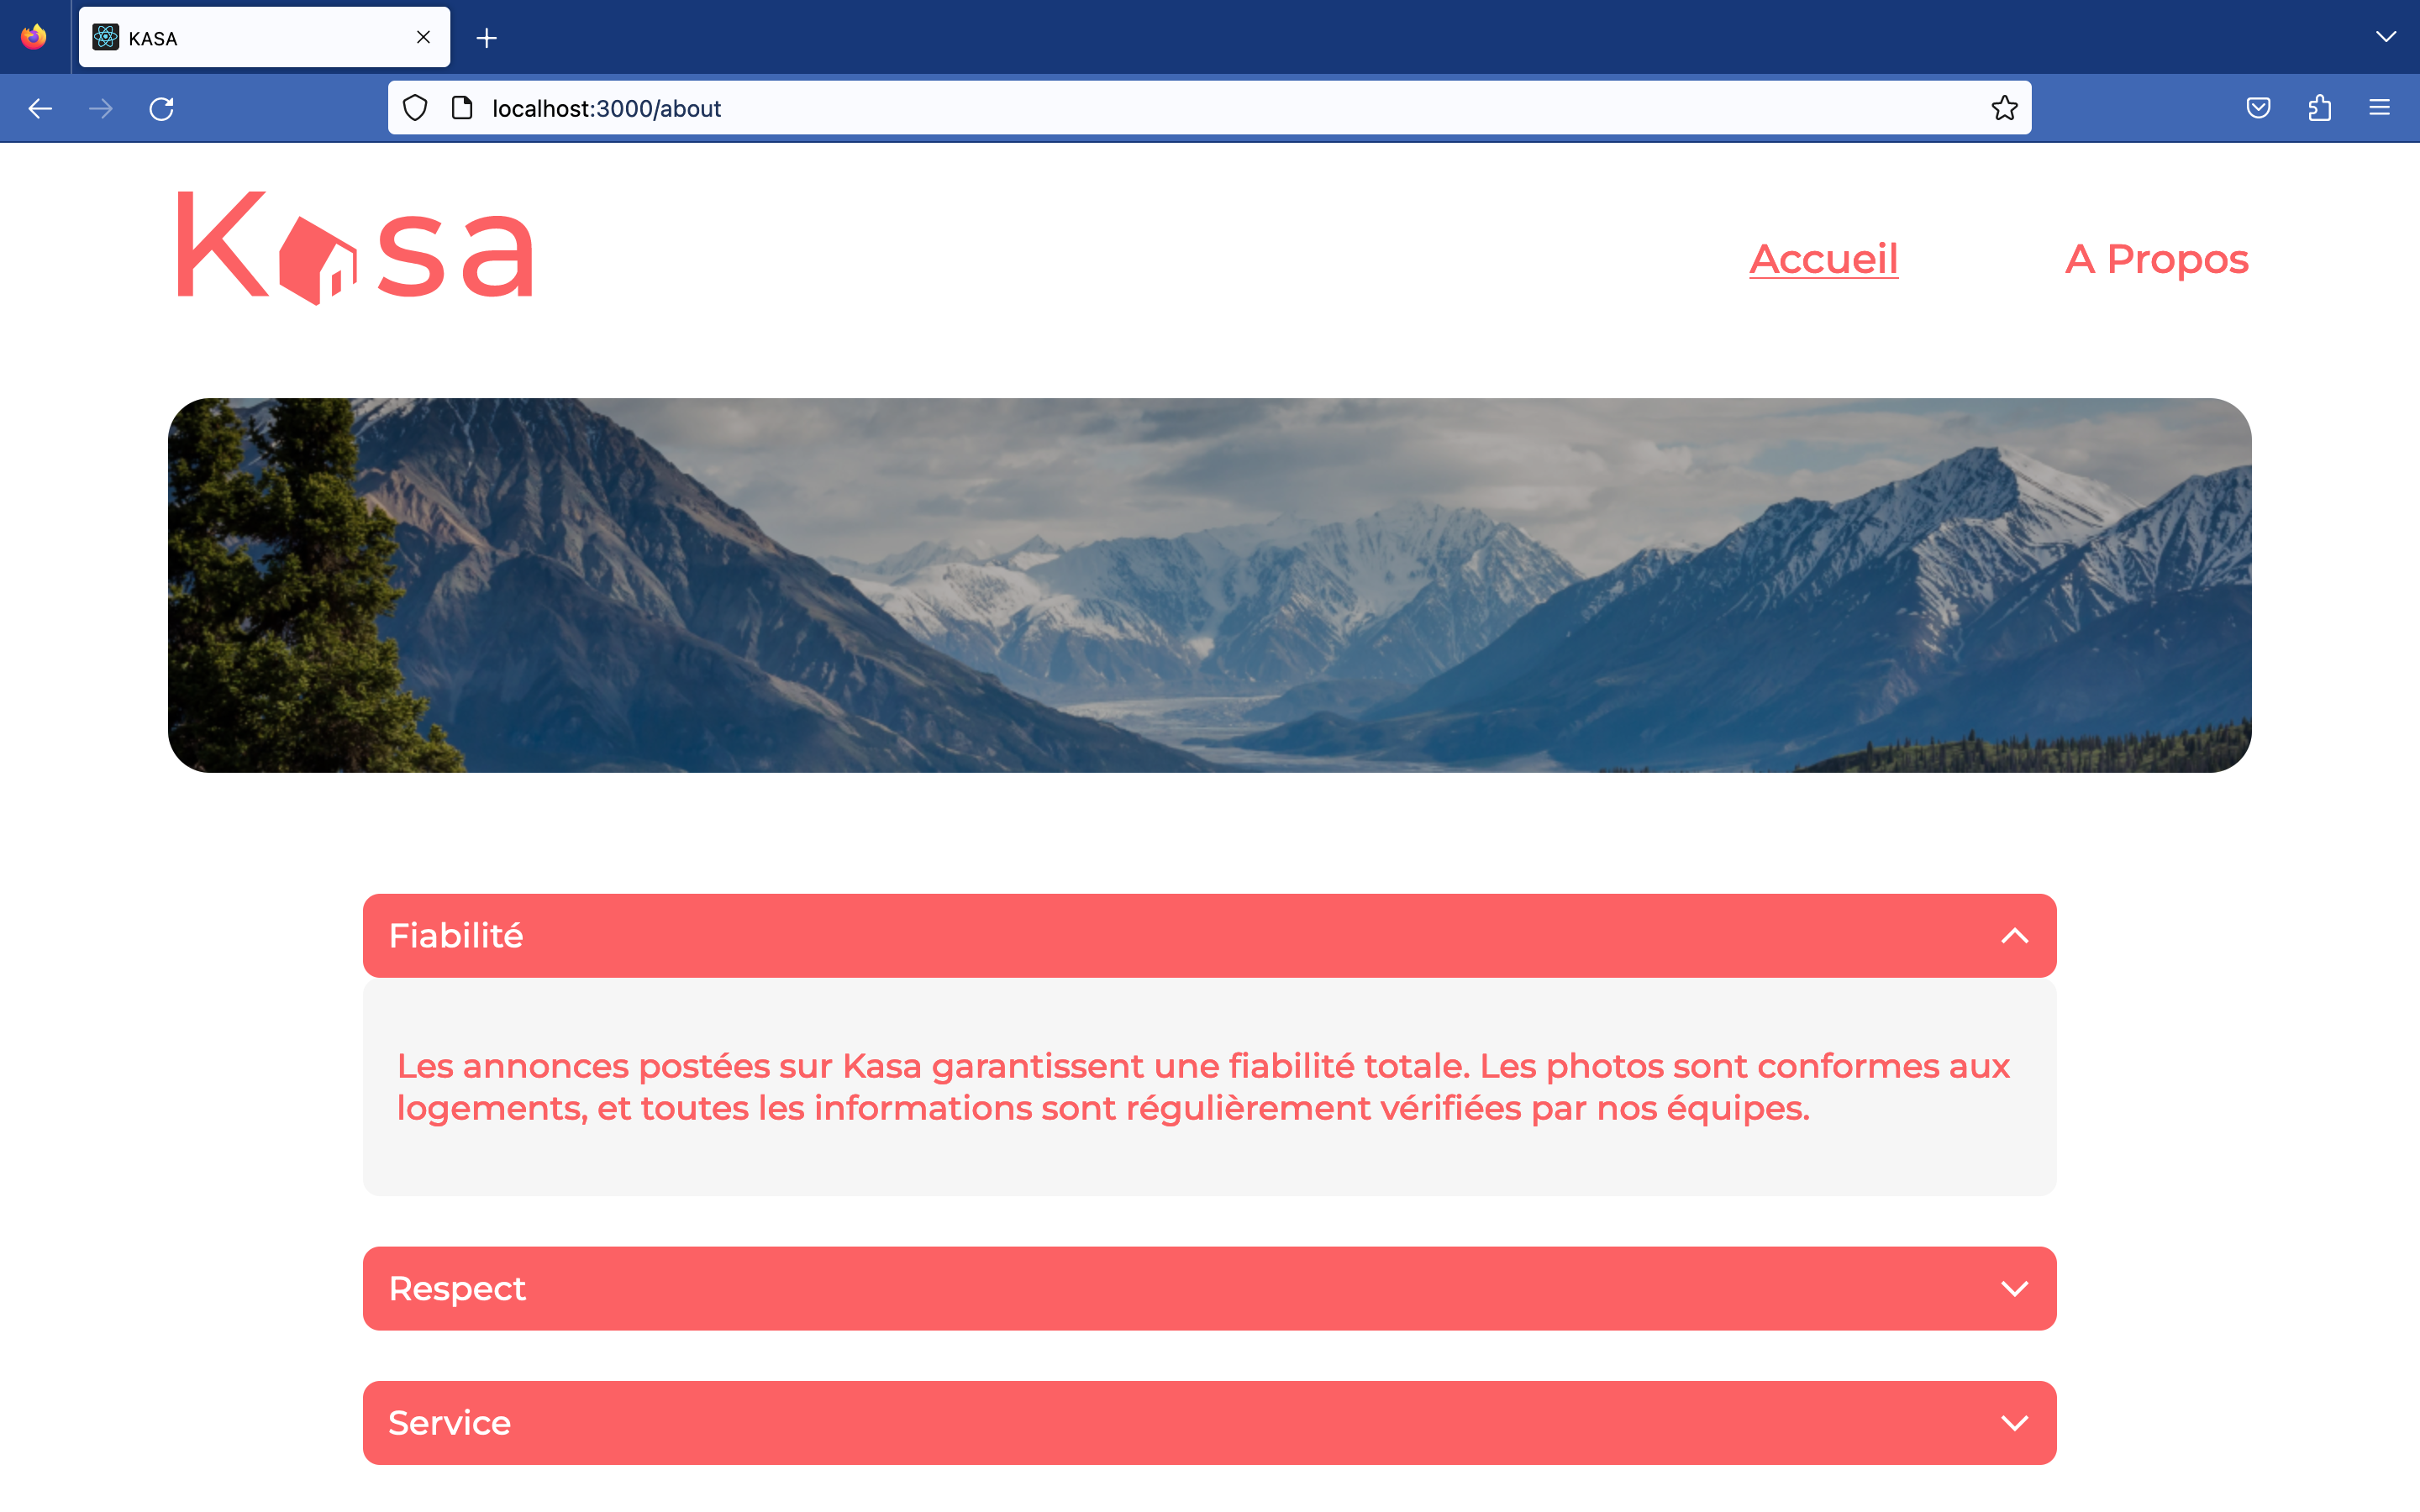 KASA
localhost:3000/about
Kasa
Accueil
A Propos
Fiabilité
Les annonces postées sur Kasa garantissent une fiabilité totale. Les photos sont conformes aux
logements, et toutes les informations sont régulièrement vérifiées par nos équipes.
Respect
Service